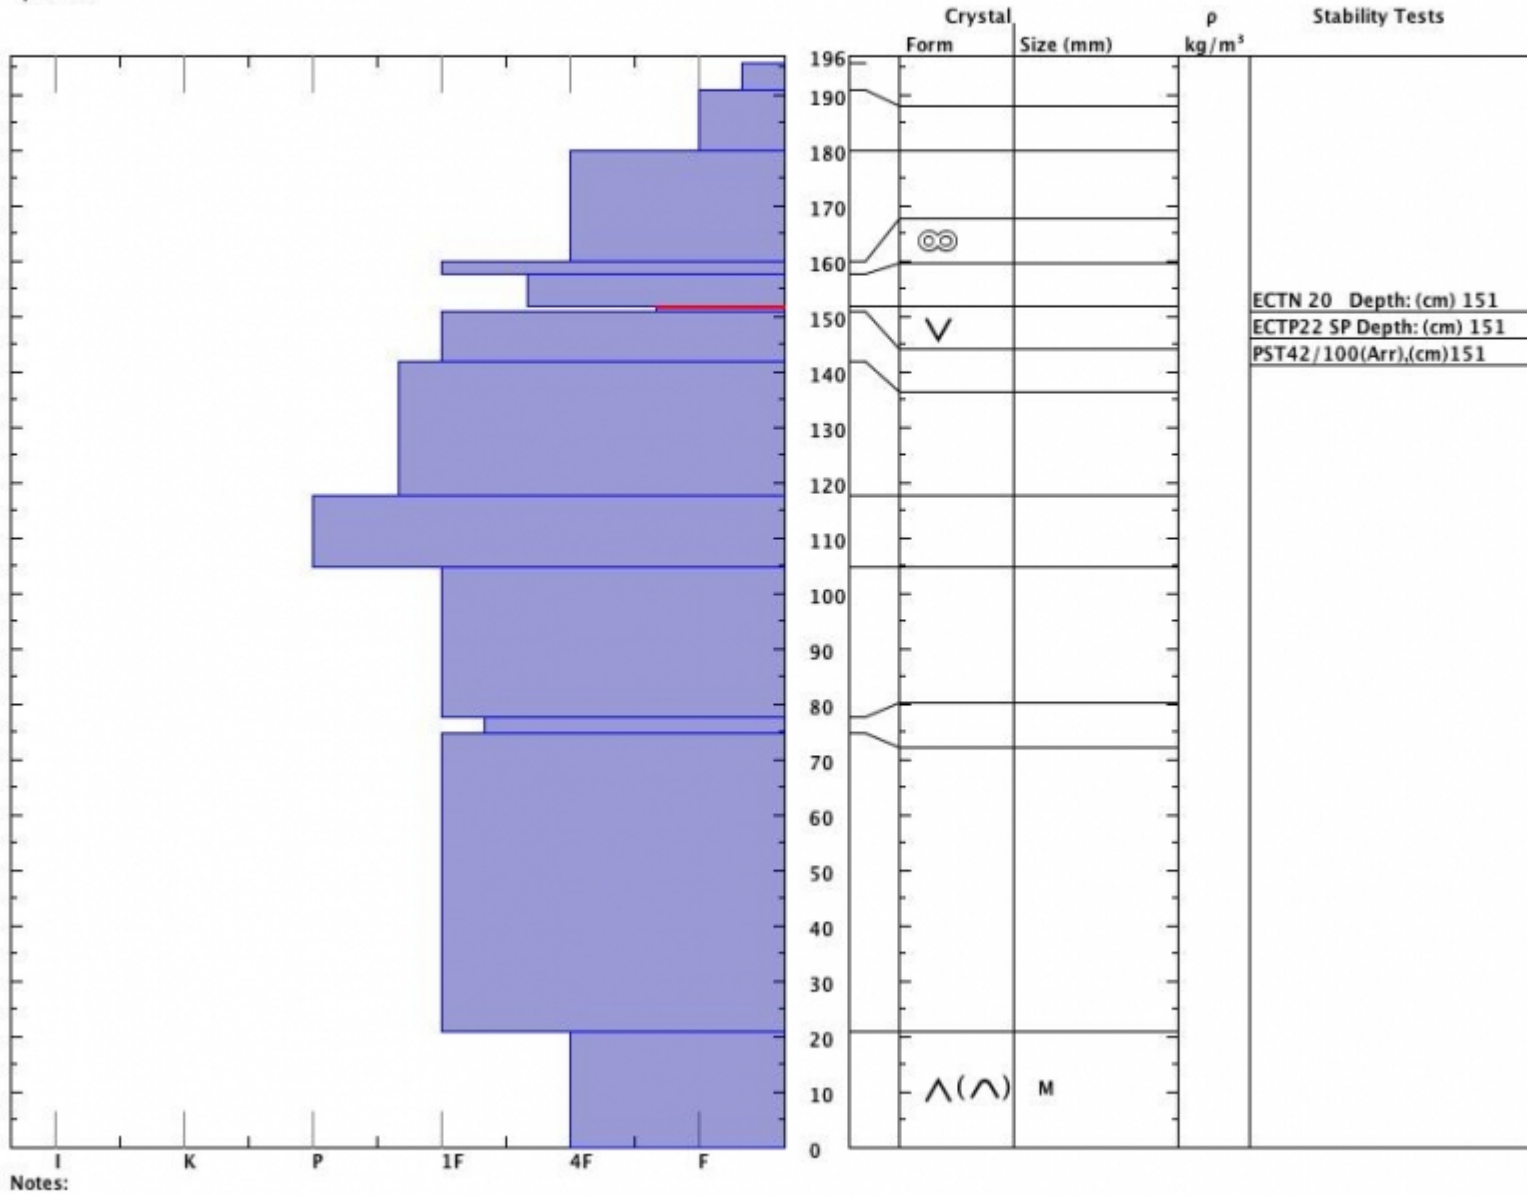 Crystal ρ Stability Tests
Form Size (mm) kg/m³
196
190
180
170
160
150
140
130
120
110
100
90
80
70
60
50
40
30
20
10
0
ECTN 20 Depth: (cm) 151
ECTP22 SP Depth: (cm) 151
PST42/100(Arr),(cm)151
M
I K P 1F 4F F
Notes: